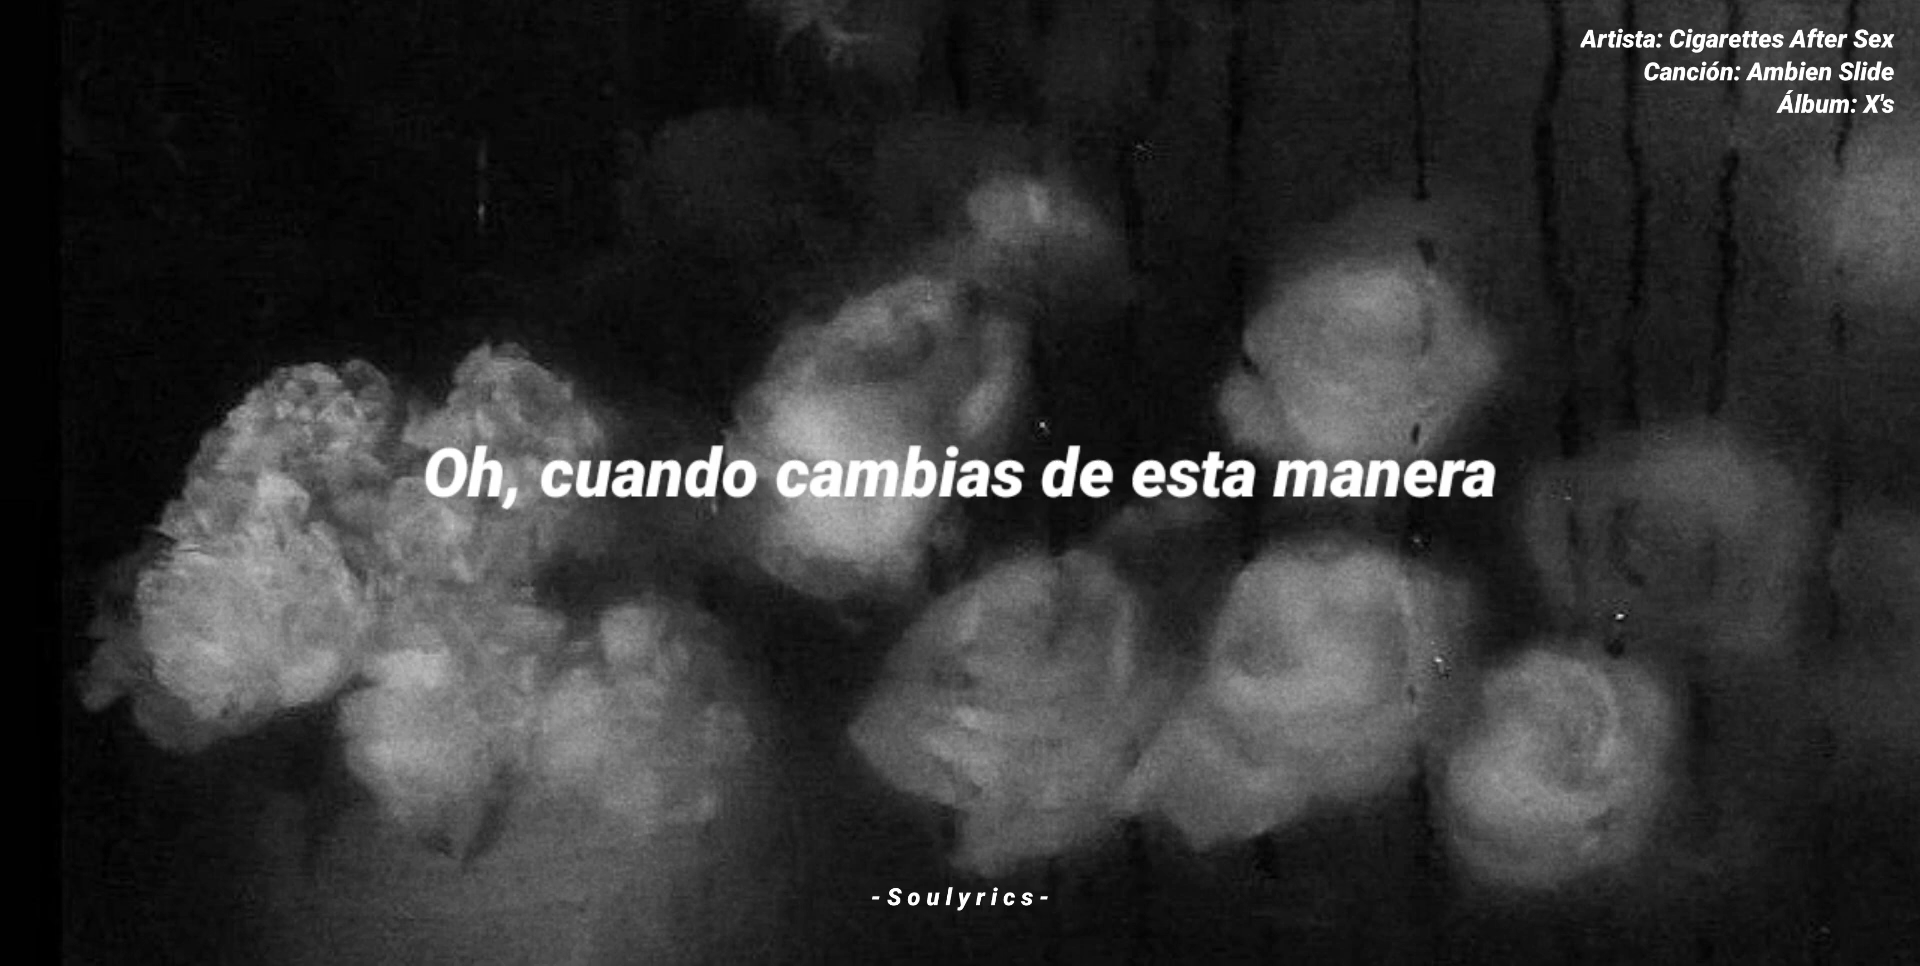 Artista: Cigarettes After Sex
Canción: Ambien Slide
Álbum: X's
Oh, cuando cambias de esta manera
-Soulyrics-